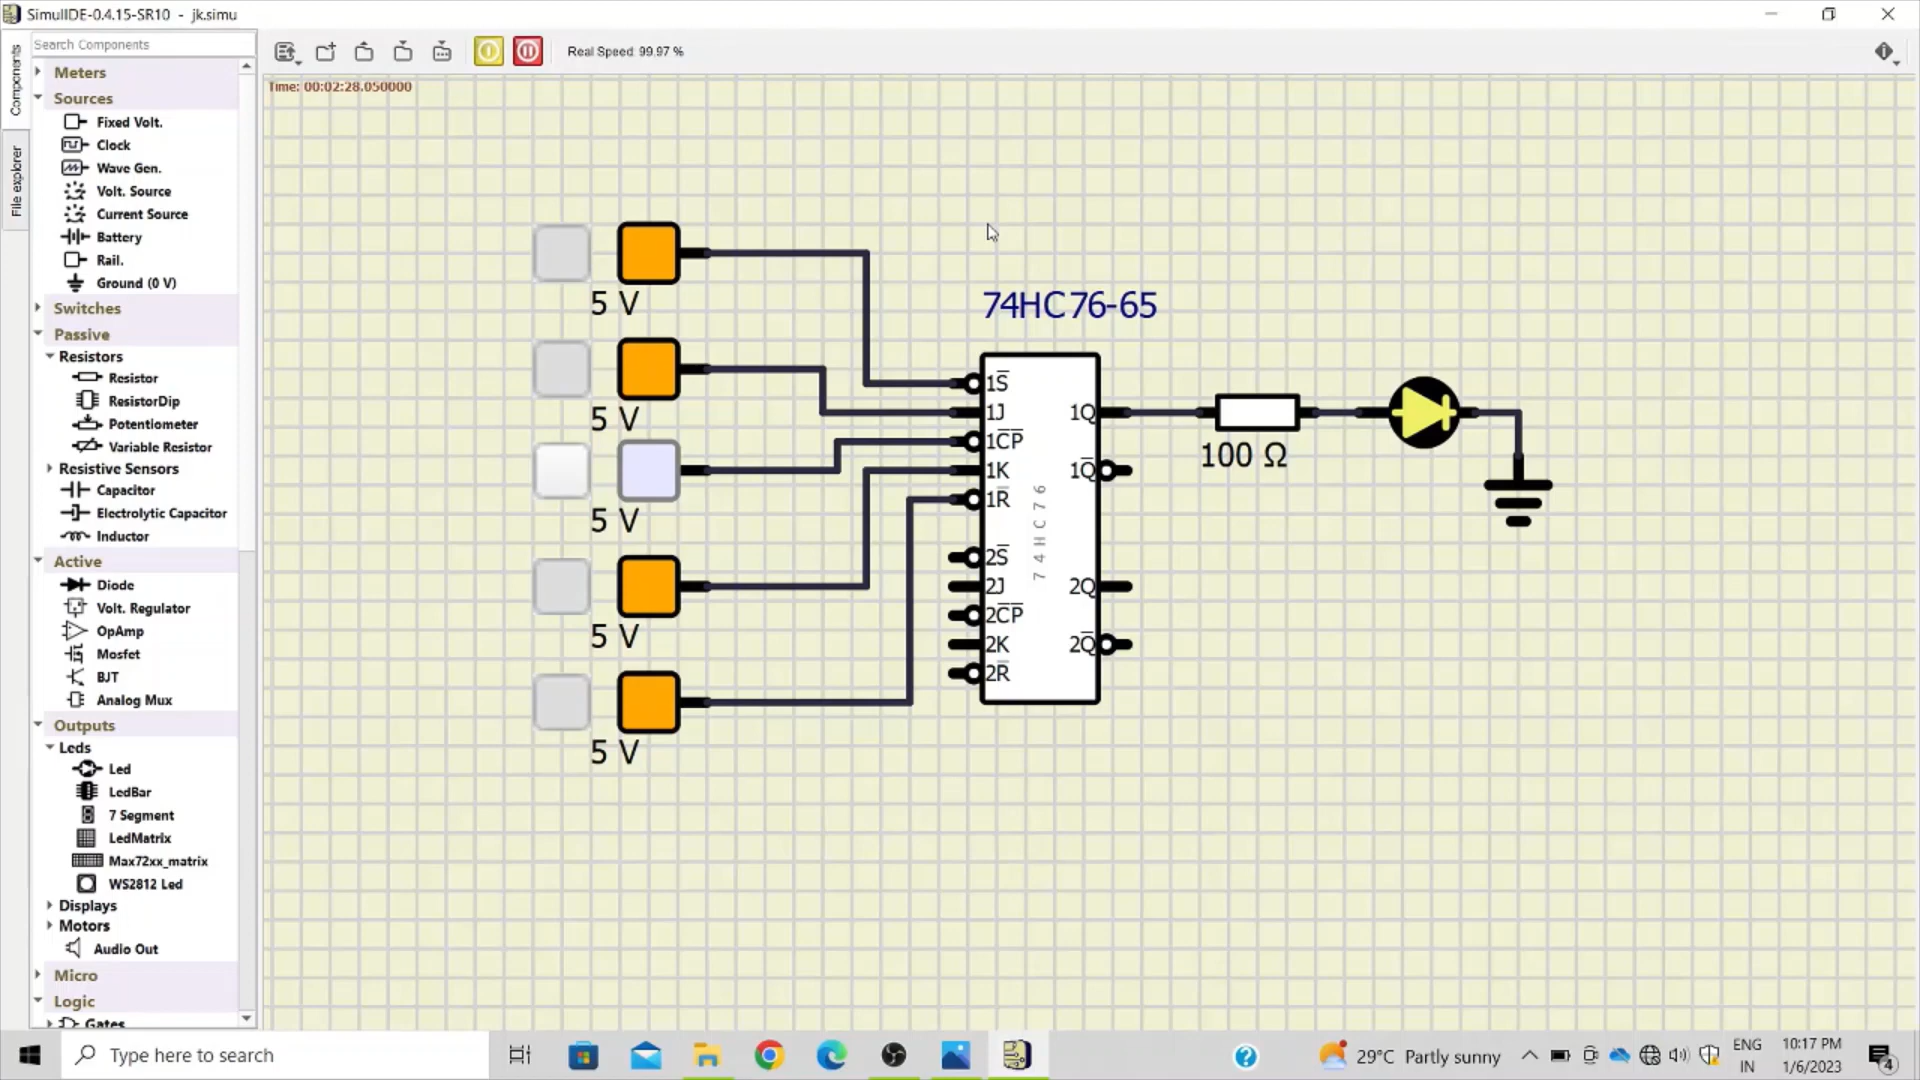 SimulIDE-0.4.15-SR10 - jk.simu
Components
File explorer
Search Components
Meters
Sources
Fixed Volt.
Clock
Wave Gen.
Volt. Source
Current Source
Battery
Rail.
Ground (0 V)
Switches
Passive
Resistors
Resistor
ResistorDip
Potentiometer
Variable Resistor
Resistive Sensors
Capacitor
Electrolytic Capacitor
Inductor
Active
Diode
Volt. Regulator
OpAmp
Mosfet
BJT
Analog Mux
Outputs
Leds
Led
LedBar
7 Segment
LedMatrix
Max72xx_matrix
WS2812 Led
Displays
Motors
Audio Out
Micro
Logic
Gates
Real Speed: 99.97 %
Time: 00:02:28.050000
5 V
5 V
5 V
5 V
5 V
74HC76-65
1S̅
1J
1C̅P̅
1K
1R̅
2S̅
2J
2C̅P̅
2K
2R̅
74HC76
1Q
1Q̅
2Q
2Q̅
100 Ω
Type here to search
29°C Partly sunny
ENG
IN
10:17 PM
1/6/2023
4